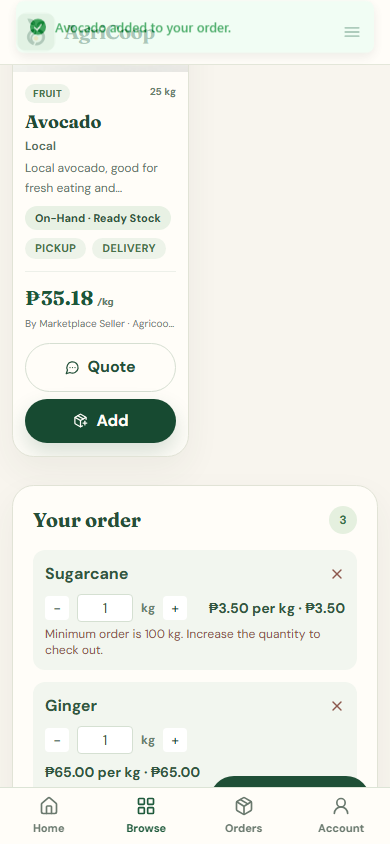 Avocado added to your order.
AgriCoop
FRUIT
25 kg
Avocado
Local
Local avocado, good for
fresh eating and…
On-Hand · Ready Stock
PICKUP
DELIVERY
₱35.18 /kg
By Marketplace Seller · Agricoo…
Quote
Add
Your order
3
Sugarcane
− 1 kg +
₱3.50 per kg · ₱3.50
Minimum order is 100 kg. Increase the quantity to
check out.
Ginger
− 1 kg +
₱65.00 per kg · ₱65.00
Home
Browse
Orders
Account